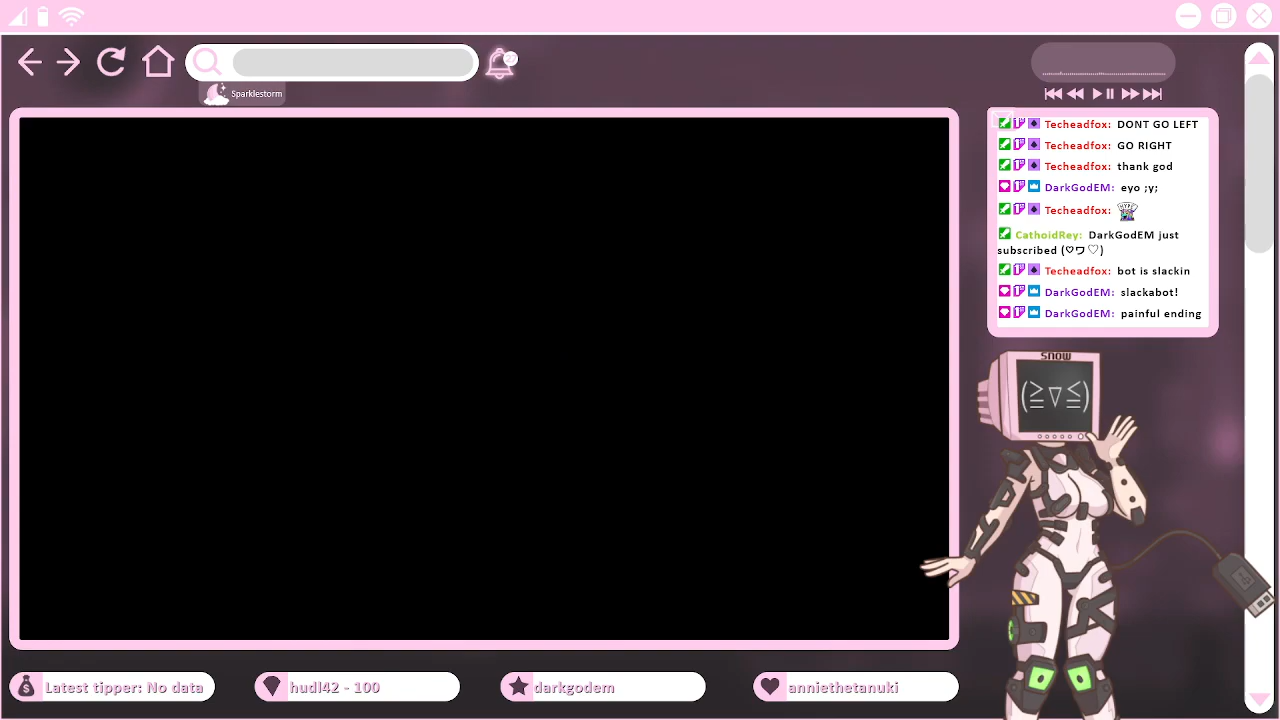 Sparklestorm
Techeadfox: DONT GO LEFT
Techeadfox: GO RIGHT
Techeadfox: thank god
DarkGodEM: eyo ;y;
Techeadfox:
CathoidRey: DarkGodEM just
subscribed (♡ワ♡)
Techeadfox: bot is slackin
DarkGodEM: slackabot!
DarkGodEM: painful ending
SNOW
(≧▽≦)
Latest tipper: No data
hudl42 - 100
darkgodem
anniethetanuki